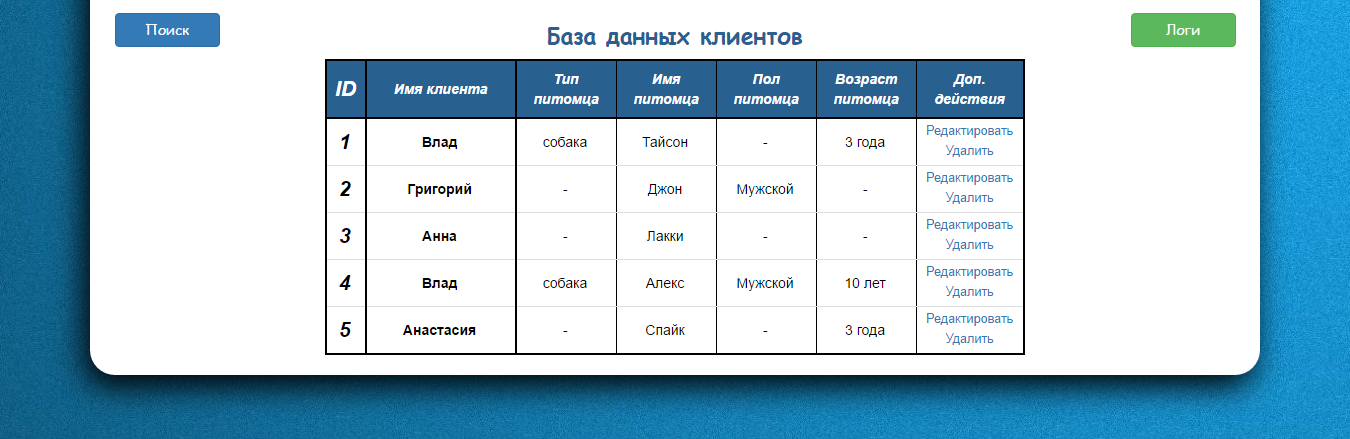 Поиск
База данных клиентов
Логи
ID Имя клиента Тип питомца Имя питомца Пол питомца Возраст питомца Доп. действия
1 Влад собака Тайсон - 3 года Редактировать Удалить
2 Григорий - Джон Мужской - Редактировать Удалить
3 Анна - Лакки - - Редактировать Удалить
4 Влад собака Алекс Мужской 10 лет Редактировать Удалить
5 Анастасия - Спайк - 3 года Редактировать Удалить